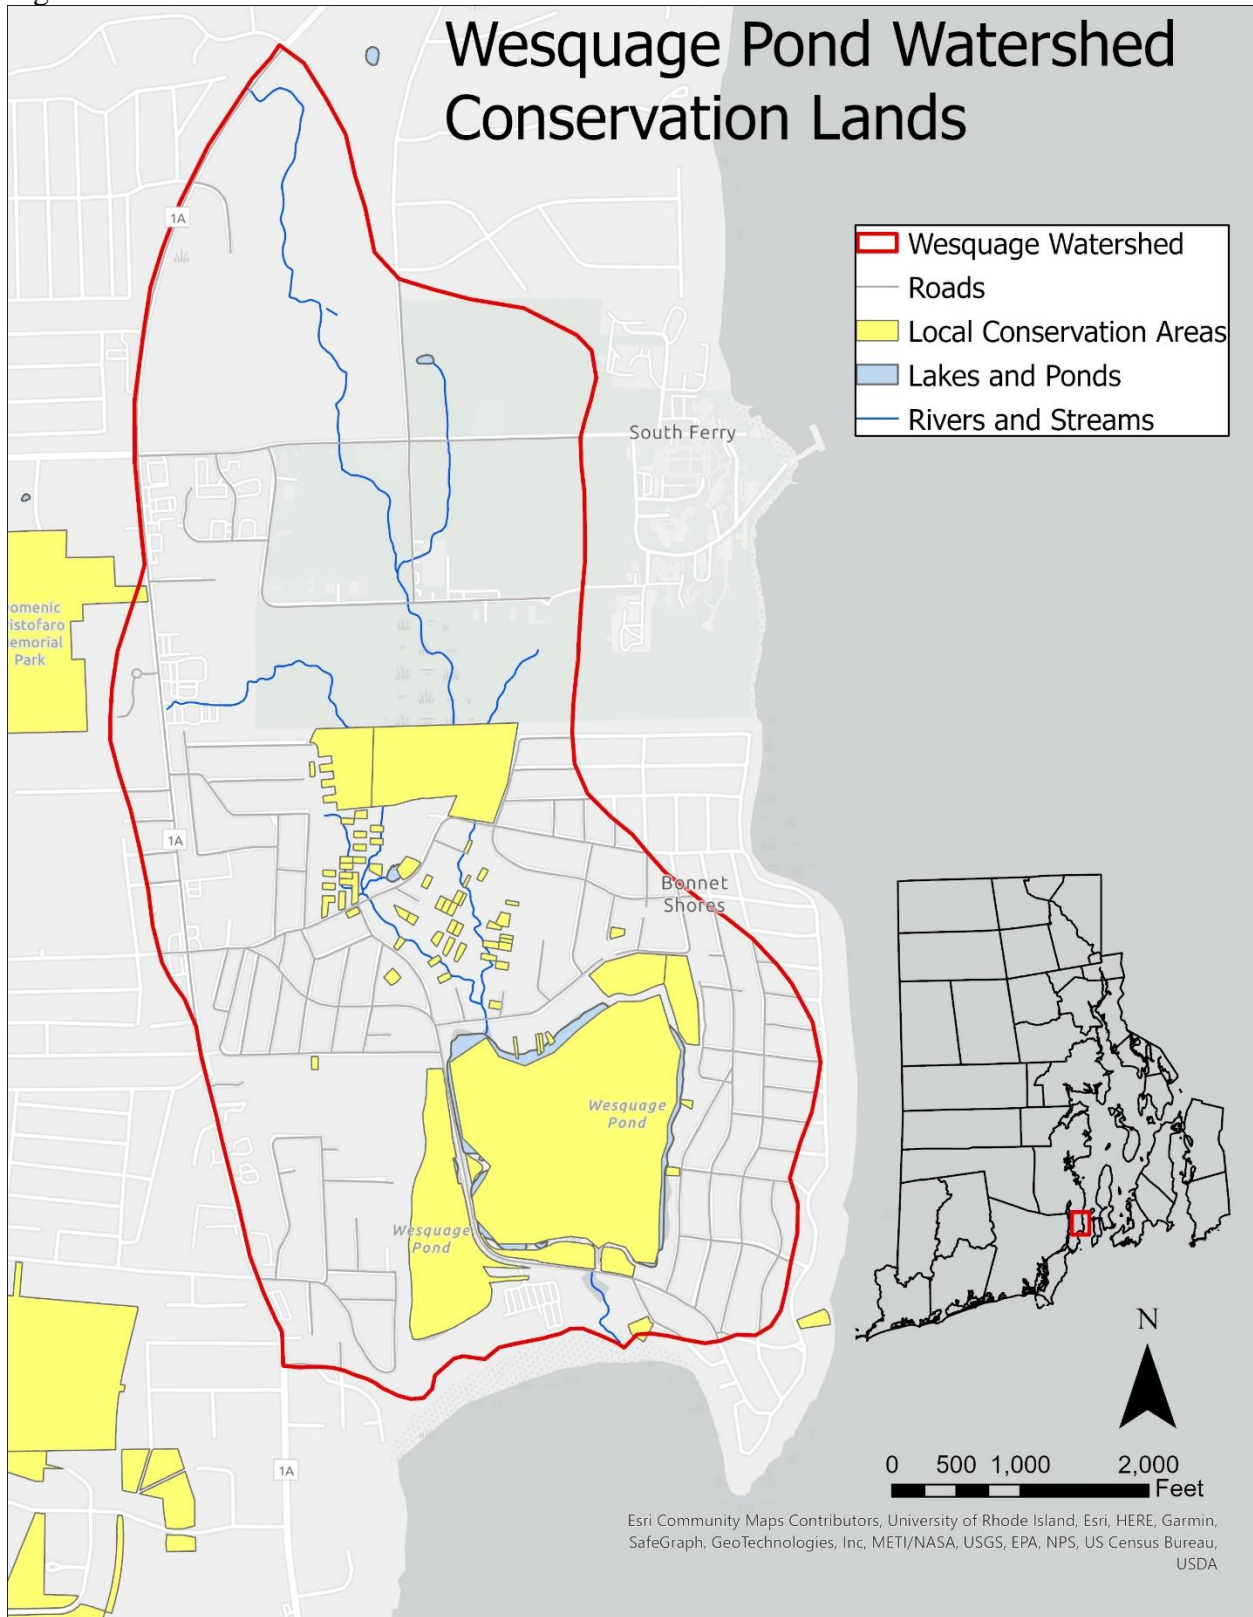 Wesquage Pond Watershed
Conservation Lands
1A
Wesquage Watershed
Roads
Local Conservation Areas
Lakes and Ponds
Rivers and Streams
South Ferry
omenic
istofaro
emorial
Park
1A
Bonnet
Shores
Wesquage
Pond
Wesquage
Pond
N
1A
0 500 1,000 2,000
Feet
Esri Community Maps Contributors, University of Rhode Island, Esri, HERE, Garmin,
SafeGraph, GeoTechnologies, Inc, METI/NASA, USGS, EPA, NPS, US Census Bureau,
USDA